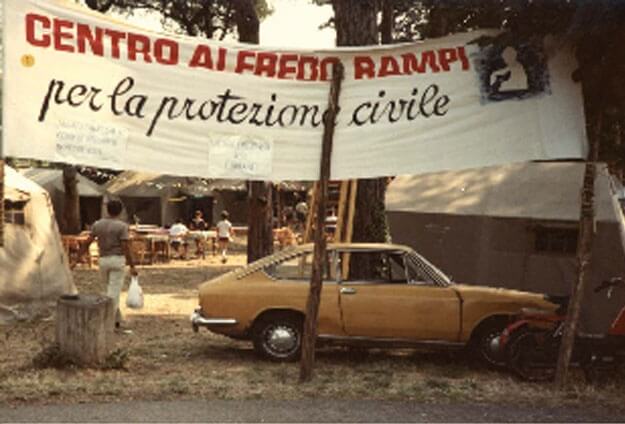 CENTRO ALFREDO RAMPI
per la protezione civile